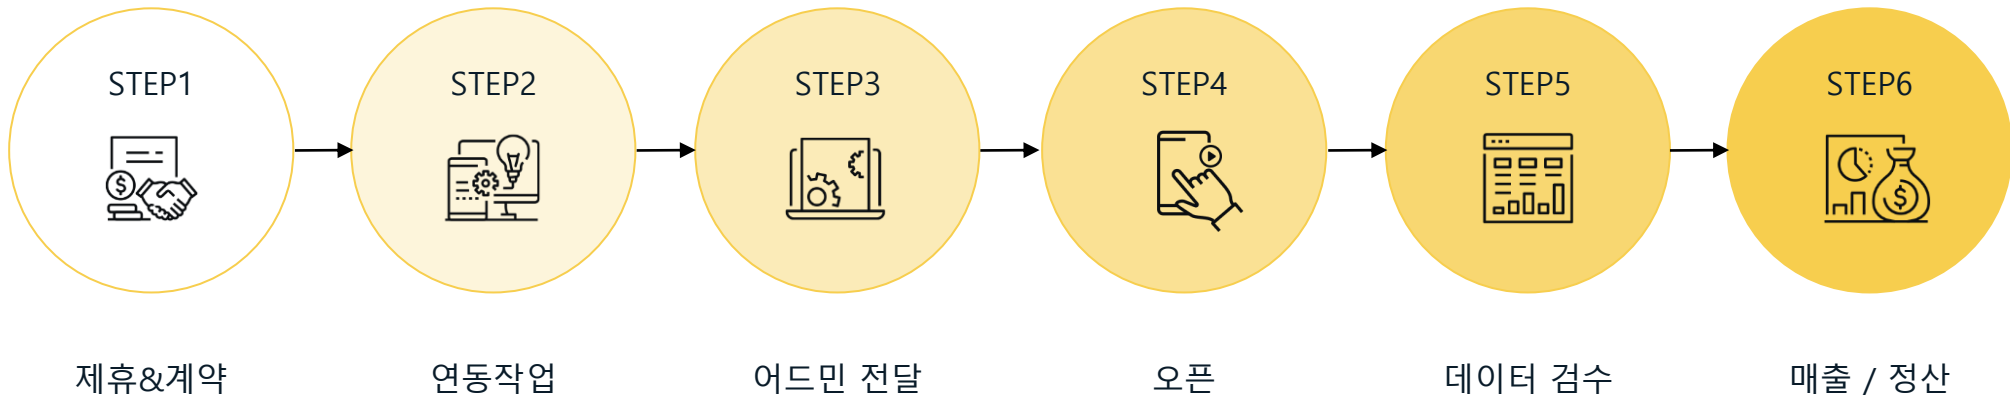 STEP1
STEP2
STEP3
STEP4
STEP5
STEP6
제휴&계약
연동작업
어드민 전달
오픈
데이터 검수
매출 / 정산